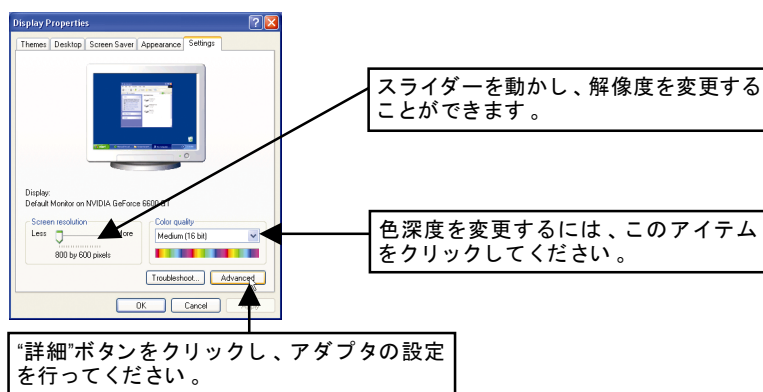 Display Properties
Themes Desktop Screen Saver Appearance Settings
スライダーを動かし、解像度を変更する
ことができます。
Display:
Default Monitor on NVIDIA GeForce 6600 GT
Screen resolution
Less More
800 by 600 pixels
Color quality
Medium (16 bit)
色深度を変更するには、このアイテム
をクリックしてください。
Troubleshoot... Advanced
OK Cancel
“詳細”ボタンをクリックし、アダプタの設定
を行ってください。